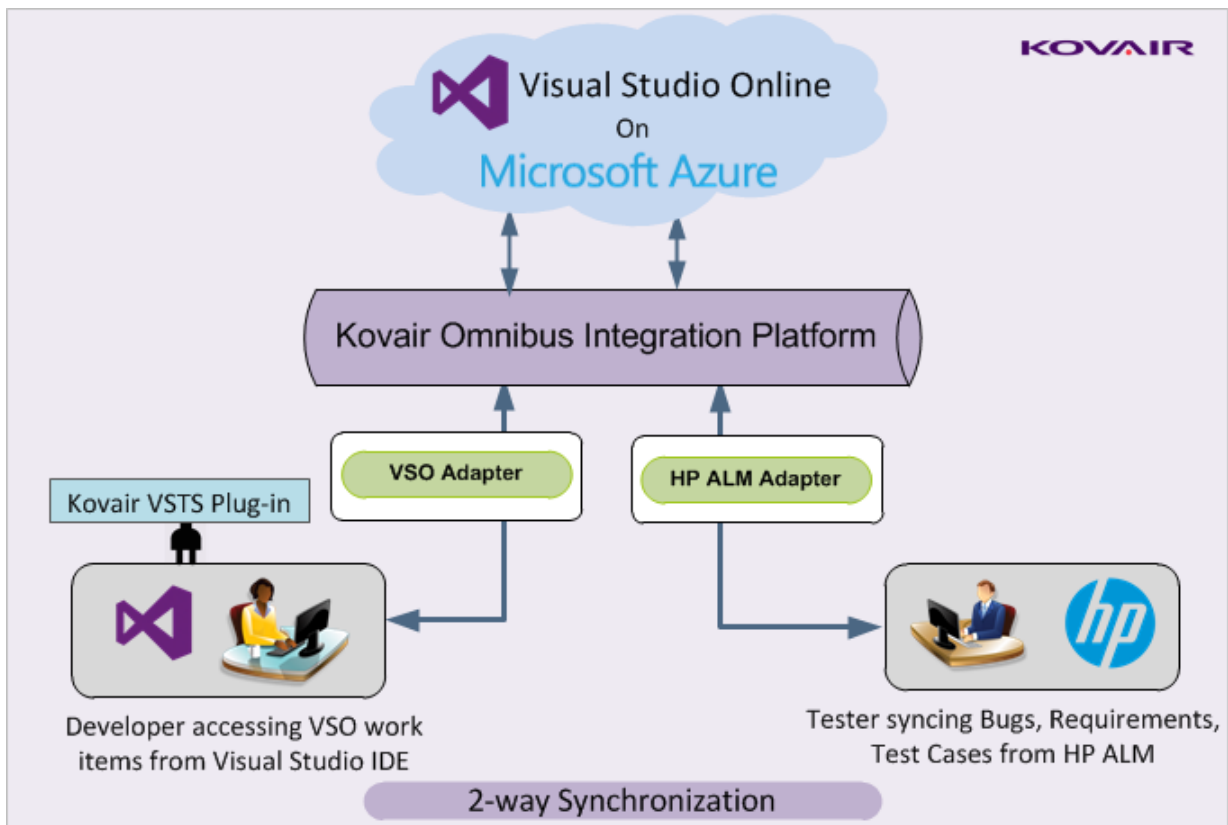 KOVAIR
Visual Studio Online
On
Microsoft Azure
Kovair Omnibus Integration Platform
VSO Adapter
HP ALM Adapter
Kovair VSTS Plug-in
hp
Developer accessing VSO work
items from Visual Studio IDE
Tester syncing Bugs, Requirements,
Test Cases from HP ALM
2-way Synchronization